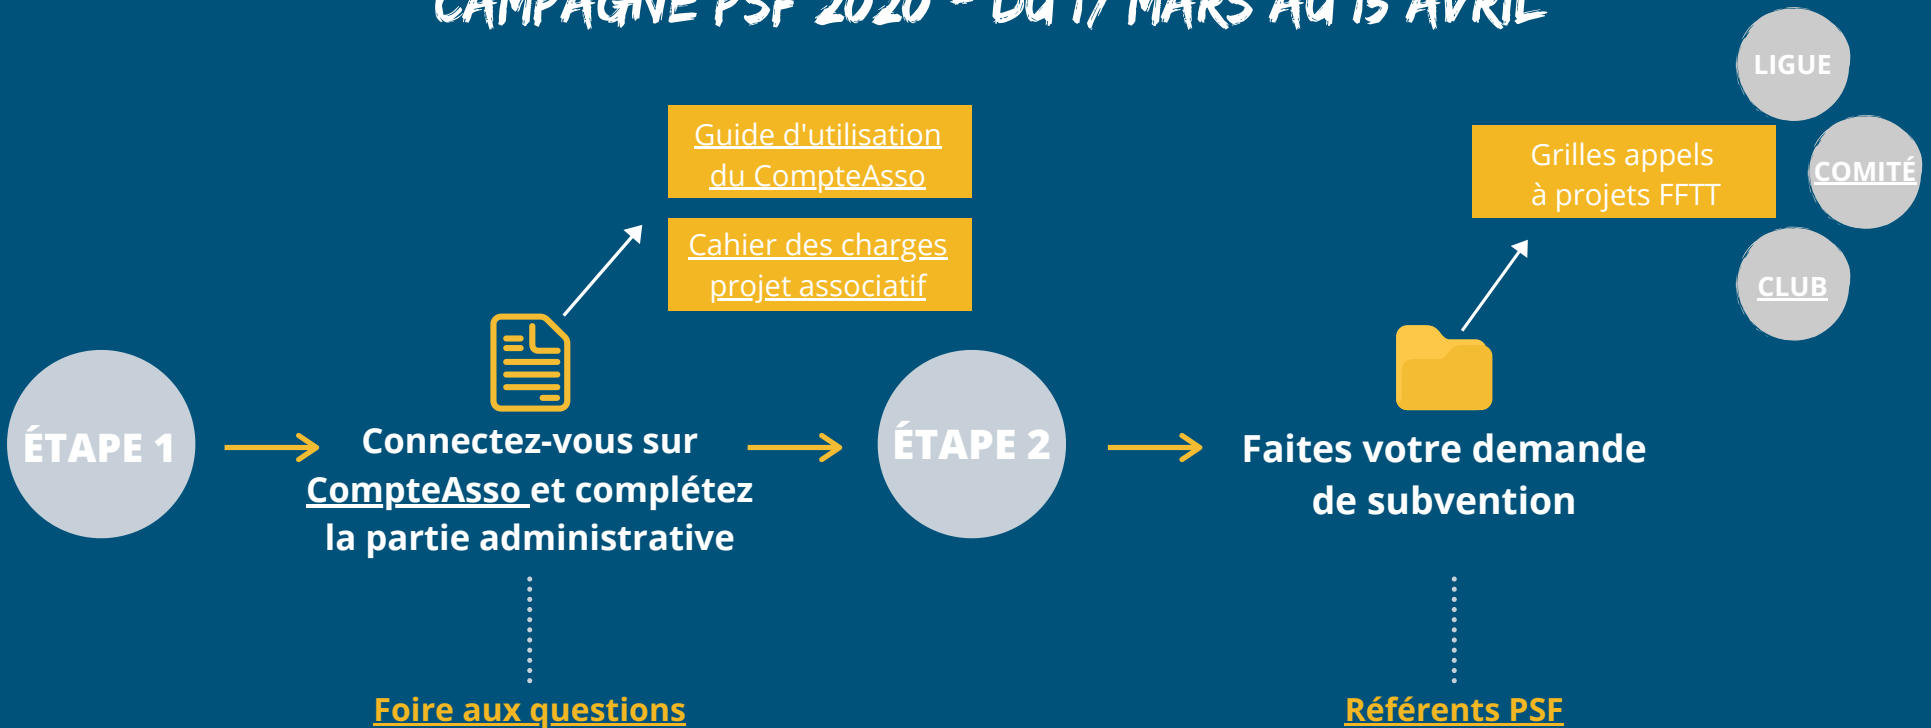 CAMPAGNE PSF 2020 - DU 17 MARS AU 15 AVRIL
LIGUE
Guide d'utilisation
du CompteAsso
Grilles appels
à projets FFTT
COMITÉ
Cahier des charges
projet associatif
CLUB
ÉTAPE 1
Connectez-vous sur
CompteAsso et complétez
la partie administrative
ÉTAPE 2
Faites votre demande
de subvention
Foire aux questions
Référents PSF